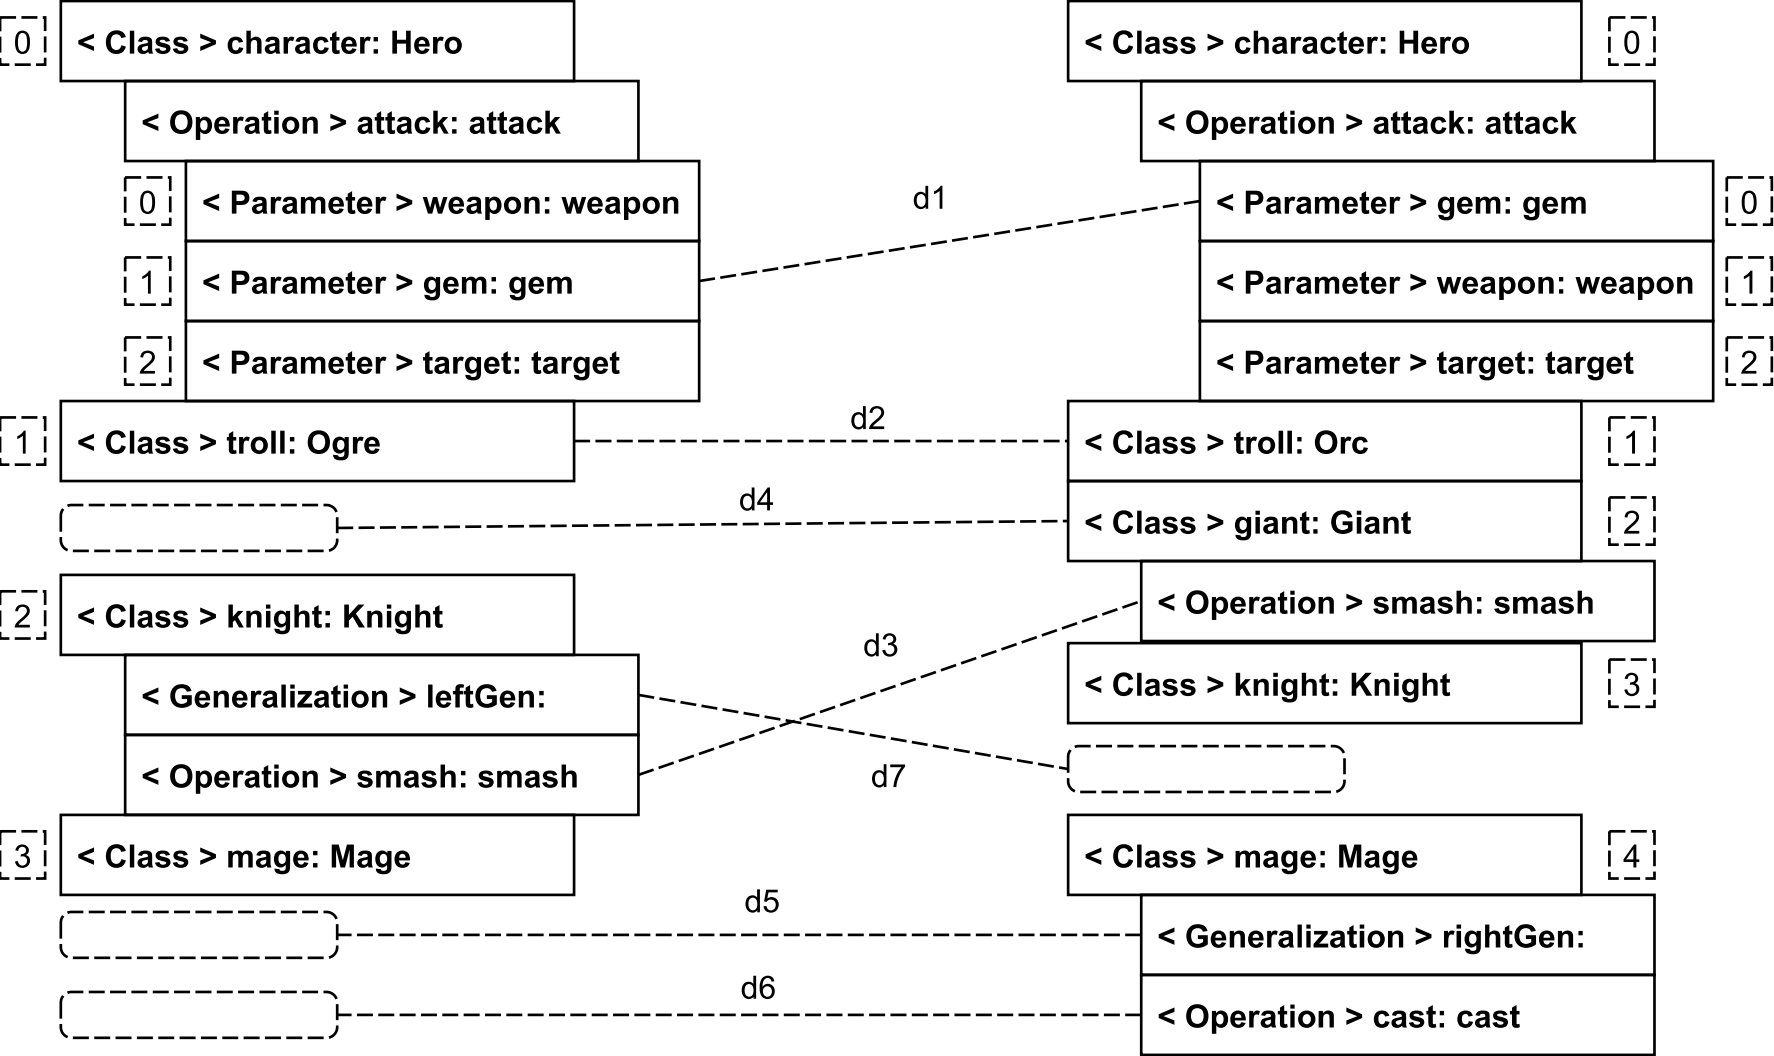 0 < Class > character: Hero < Class > character: Hero 0
< Operation > attack: attack < Operation > attack: attack
0 < Parameter > weapon: weapon d1 < Parameter > gem: gem 0
1 < Parameter > gem: gem < Parameter > weapon: weapon 1
2 < Parameter > target: target < Parameter > target: target 2
1 < Class > troll: Ogre d2 < Class > troll: Orc 1
d4 < Class > giant: Giant 2
2 < Class > knight: Knight < Operation > smash: smash
d3
< Generalization > leftGen: < Class > knight: Knight 3
< Operation > smash: smash d7
3 < Class > mage: Mage < Class > mage: Mage 4
d5
< Generalization > rightGen:
d6
< Operation > cast: cast